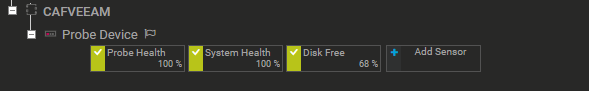 CAFVEEAM
Probe Device
Probe Health System Health Disk Free Add Sensor
100 % 100 % 68 %